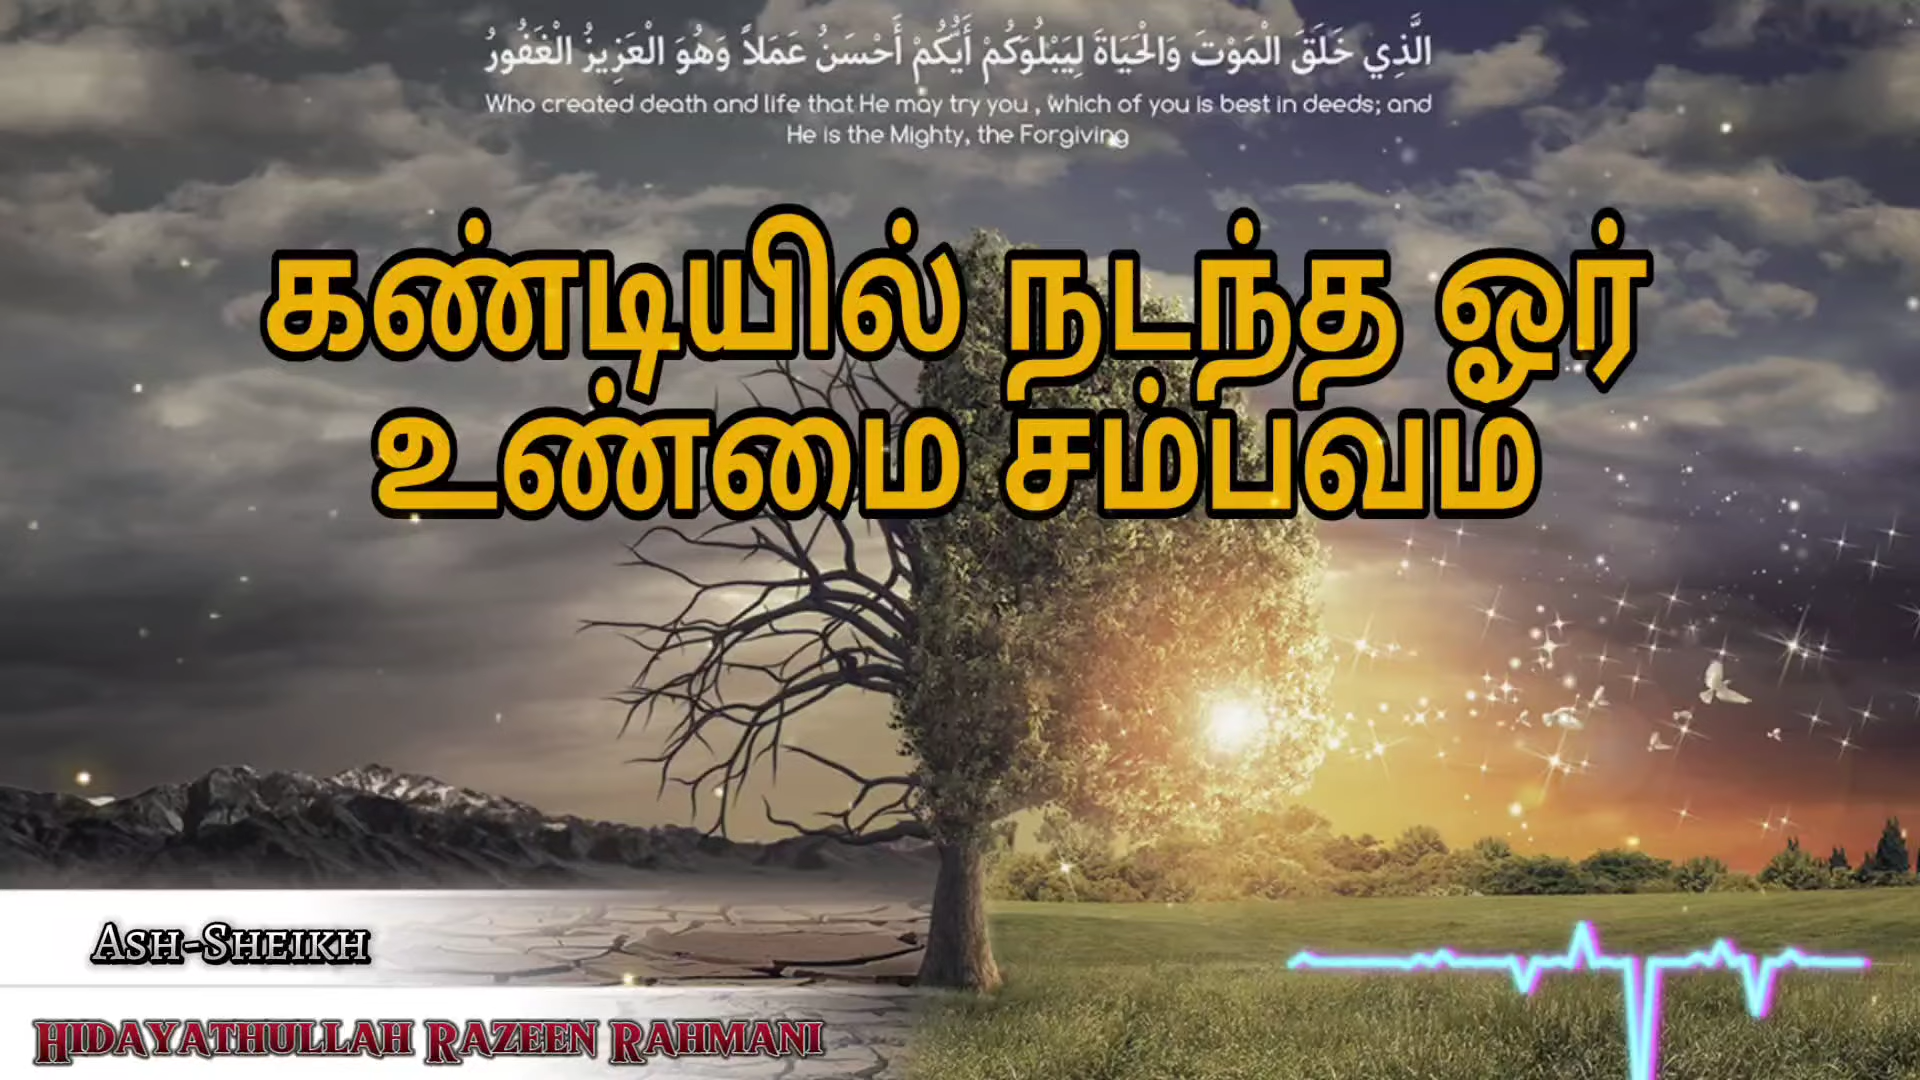 الَّذِي خَلَقَ الْمَوْتَ وَالْحَيَاةَ لِيَبْلُوَكُمْ أَيُّكُمْ أَحْسَنُ عَمَلاً وَهُوَ الْعَزِيزُ الْغَفُورُ
Who created death and life that He may try you , which of you is best in deeds; and
He is the Mighty, the Forgiving
கண்டியில் நடந்த ஓர்
உண்மை சம்பவம்
Ash-Sheikh
Hidayathullah Razeen Rahmani